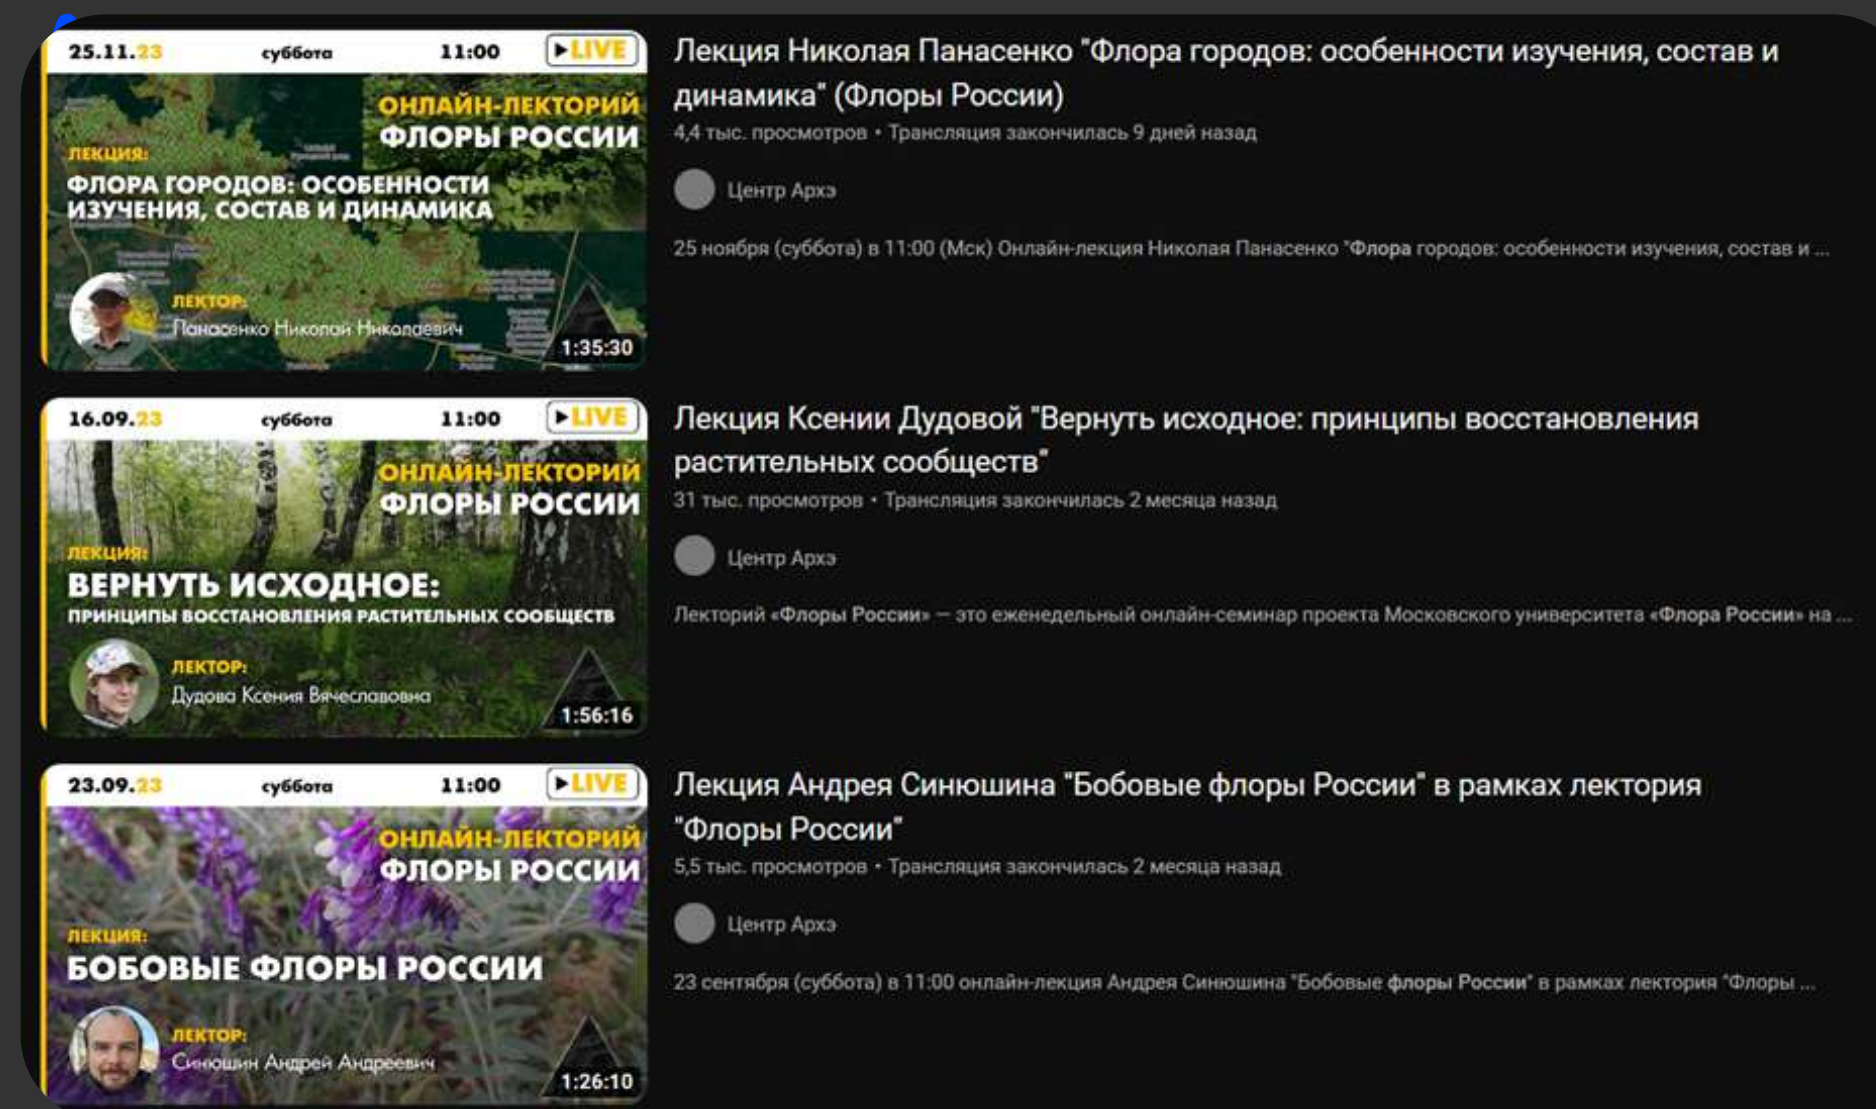 25.11.23 суббота 11:00 LIVE
ОНЛАЙН-ЛЕКТОРИЙ
ФЛОРЫ РОССИИ
ЛЕКЦИЯ:
ФЛОРА ГОРОДОВ: ОСОБЕННОСТИ
ИЗУЧЕНИЯ, СОСТАВ И ДИНАМИКА
ЛЕКТОР:
Панасенко Николай Николаевич
1:35:30
Лекция Николая Панасенко "Флора городов: особенности изучения, состав и
динамика" (Флоры России)
4,4 тыс. просмотров • Трансляция закончилась 9 дней назад
Центр Архэ
25 ноября (суббота) в 11:00 (Мск) Онлайн-лекция Николая Панасенко "Флора городов: особенности изучения, состав и ...
16.09.23 суббота 11:00 LIVE
ОНЛАЙН-ЛЕКТОРИЙ
ФЛОРЫ РОССИИ
ЛЕКЦИЯ:
ВЕРНУТЬ ИСХОДНОЕ:
ПРИНЦИПЫ ВОССТАНОВЛЕНИЯ РАСТИТЕЛЬНЫХ СООБЩЕСТВ
ЛЕКТОР:
Дудова Ксения Вячеславовна
1:56:16
Лекция Ксении Дудовой "Вернуть исходное: принципы восстановления
растительных сообществ"
31 тыс. просмотров • Трансляция закончилась 2 месяца назад
Центр Архэ
Лекторий «Флоры России» — это еженедельный онлайн-семинар проекта Московского университета «Флора России» на ...
23.09.23 суббота 11:00 LIVE
ОНЛАЙН-ЛЕКТОРИЙ
ФЛОРЫ РОССИИ
ЛЕКЦИЯ:
БОБОВЫЕ ФЛОРЫ РОССИИ
ЛЕКТОР:
Синюшин Андрей Андреевич
1:26:10
Лекция Андрея Синюшина "Бобовые флоры России" в рамках лектория
"Флоры России"
5,5 тыс. просмотров • Трансляция закончилась 2 месяца назад
Центр Архэ
23 сентября (суббота) в 11:00 онлайн-лекция Андрея Синюшина "Бобовые флоры России" в рамках лектория "Флоры ...